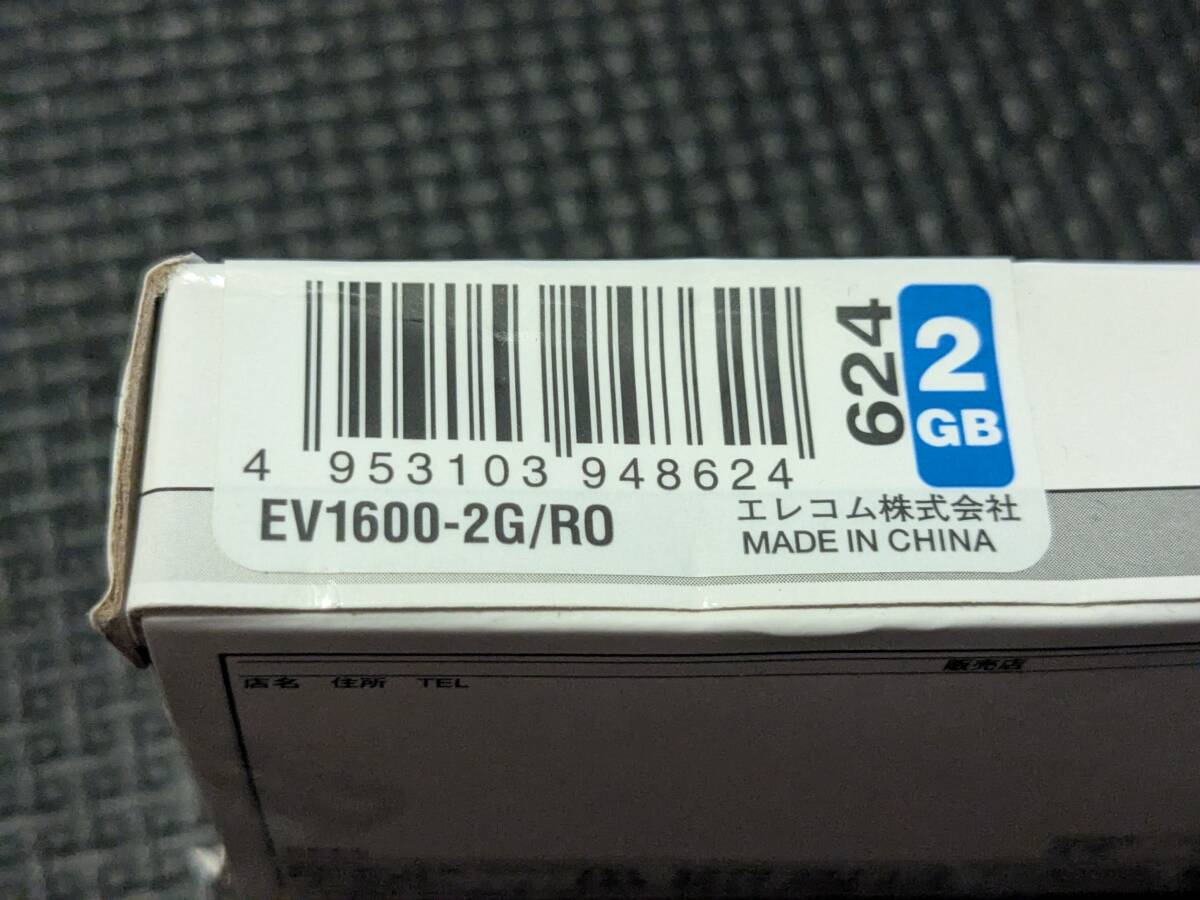 624
2
GB
4 953103 948624
EV1600-2G/RO
エレコム株式会社
MADE IN CHINA
販売店
店名 住所 TEL